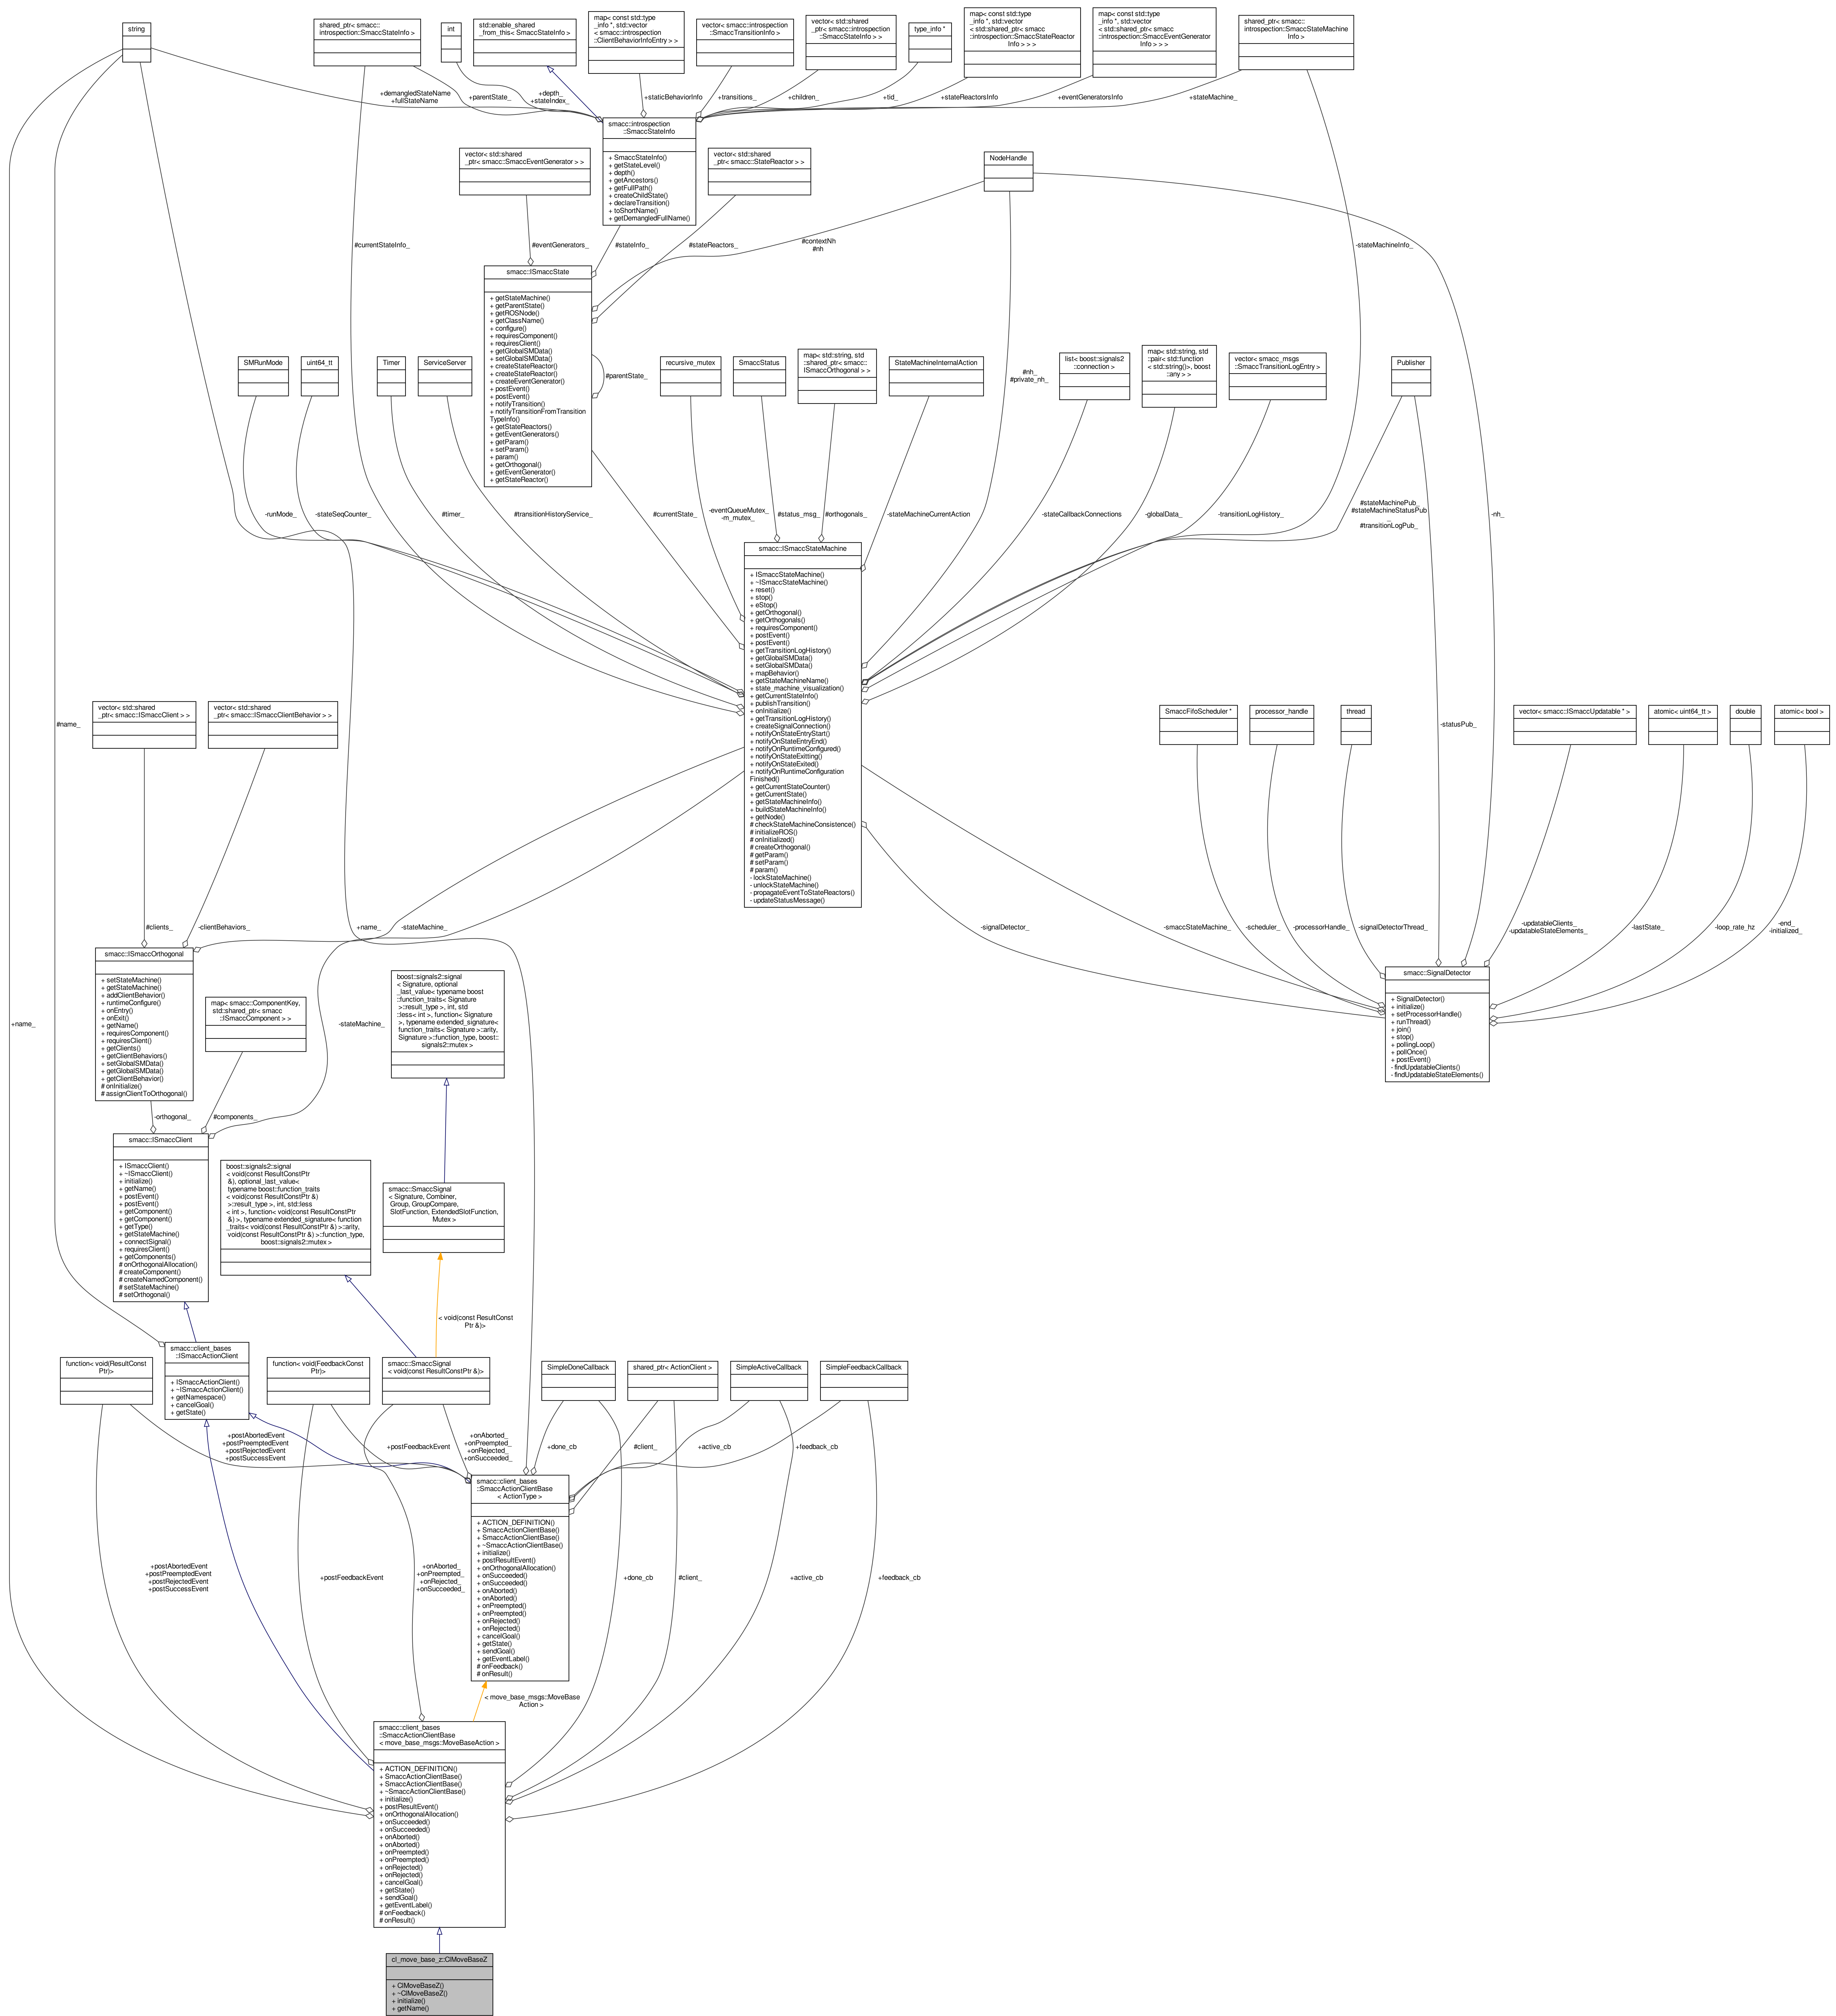 string
shared_ptr< smacc::
introspection::SmaccStateInfo >
int
std::enable_shared
_from_this< SmaccStateInfo >
map< const std::type
_info *, std::vector
< smacc::introspection
::ClientBehaviorInfoEntry > >
vector< smacc::introspection
::SmaccTransitionInfo >
vector< std::shared
_ptr< smacc::introspection
::SmaccStateInfo > >
type_info *
map< const std::type
_info *, std::vector
< std::shared_ptr< smacc
::introspection::SmaccStateReactor
Info > > >
map< const std::type
_info *, std::vector
< std::shared_ptr< smacc
::introspection::SmaccEventGenerator
Info > > >
shared_ptr< smacc::
introspection::SmaccStateMachine
Info >
+demangledStateName
+fullStateName
+parentState_
+depth_
+stateIndex_
+staticBehaviorInfo
+transitions_
+children_
+tid_
+stateReactorsInfo
+eventGeneratorsInfo
+stateMachine_
smacc::introspection
::SmaccStateInfo
+ SmaccStateInfo()
+ getStateLevel()
+ depth()
+ getAncestors()
+ getFullPath()
+ createChildState()
+ declareTransition()
+ toShortName()
+ getDemangledFullName()
vector< std::shared
_ptr< smacc::SmaccEventGenerator > >
vector< std::shared
_ptr< smacc::StateReactor > >
NodeHandle
#currentStateInfo_
#eventGenerators_
#stateInfo_
#stateReactors_
#contextNh
#nh
-stateMachineInfo_
smacc::ISmaccState
+ getStateMachine()
+ getParentState()
+ getROSNode()
+ getClassName()
+ configure()
+ requiresComponent()
+ requiresClient()
+ getGlobalSMData()
+ setGlobalSMData()
+ createStateReactor()
+ createStateReactor()
+ createEventGenerator()
+ postEvent()
+ postEvent()
+ notifyTransition()
+ notifyTransitionFromTransition
TypeInfo()
+ getStateReactors()
+ getEventGenerators()
+ getParam()
+ setParam()
+ param()
+ getOrthogonal()
+ getEventGenerator()
+ getStateReactor()
#parentState_
SMRunMode
uint64_tt
Timer
ServiceServer
recursive_mutex
SmaccStatus
map< std::string, std
::shared_ptr< smacc::
ISmaccOrthogonal > >
StateMachineInternalAction
#nh_
#private_nh_
list< boost::signals2
::connection >
map< std::string, std
::pair< std::function
< std::string()>, boost
::any > >
vector< smacc_msgs
::SmaccTransitionLogEntry >
Publisher
-runMode_
-stateSeqCounter_
#timer_
#transitionHistoryService_
#currentState_
-eventQueueMutex_
-m_mutex_
#status_msg_
#orthogonals_
-stateMachineCurrentAction
-stateCallbackConnections
-globalData_
-transitionLogHistory_
#stateMachinePub_
#stateMachineStatusPub
_
#transitionLogPub_
-nh_
smacc::ISmaccStateMachine
+ ISmaccStateMachine()
+ ~ISmaccStateMachine()
+ reset()
+ stop()
+ eStop()
+ getOrthogonal()
+ getOrthogonals()
+ requiresComponent()
+ postEvent()
+ postEvent()
+ getTransitionLogHistory()
+ getGlobalSMData()
+ setGlobalSMData()
+ mapBehavior()
+ getStateMachineName()
+ state_machine_visualization()
+ getCurrentStateInfo()
+ publishTransition()
+ onInitialize()
+ getTransitionLogHistory()
+ createSignalConnection()
+ notifyOnStateEntryStart()
+ notifyOnStateEntryEnd()
+ notifyOnRuntimeConfigured()
+ notifyOnStateExitting()
+ notifyOnStateExited()
+ notifyOnRuntimeConfiguration
Finished()
+ getCurrentStateCounter()
+ getCurrentState()
+ getStateMachineInfo()
+ buildStateMachineInfo()
+ getNode()
# checkStateMachineConsistence()
# initializeROS()
# onInitialized()
# createOrthogonal()
# getParam()
# setParam()
# param()
- lockStateMachine()
- unlockStateMachine()
- propagateEventToStateReactors()
- updateStatusMessage()
#name_
vector< std::shared
_ptr< smacc::ISmaccClient > >
vector< std::shared
_ptr< smacc::ISmaccClientBehavior > >
SmaccFifoScheduler *
processor_handle
thread
-statusPub_
vector< smacc::ISmaccUpdatable * >
atomic< uint64_tt >
double
atomic< bool >
#clients_
-clientBehaviors_
+name_
-stateMachine_
-signalDetector_
-smaccStateMachine_
-scheduler_
-processorHandle_
-signalDetectorThread_
-updatableClients_
-updatableStateElements_
-lastState_
-loop_rate_hz
-end_
-initialized_
smacc::ISmaccOrthogonal
+ setStateMachine()
+ getStateMachine()
+ addClientBehavior()
+ runtimeConfigure()
+ onEntry()
+ onExit()
+ getName()
+ requiresComponent()
+ requiresClient()
+ getClients()
+ getClientBehaviors()
+ setGlobalSMData()
+ getGlobalSMData()
+ getClientBehavior()
# onInitialize()
# assignClientToOrthogonal()
map< smacc::ComponentKey,
std::shared_ptr< smacc
::ISmaccComponent > >
boost::signals2::signal
< Signature, optional
_last_value< typename boost
::function_traits< Signature
>::result_type >, int, std
::less< int >, function< Signature
>, typename extended_signature<
function_traits< Signature >::arity,
Signature >::function_type, boost::
signals2::mutex >
smacc::SignalDetector
+ SignalDetector()
+ initialize()
+ setProcessorHandle()
+ runThread()
+ join()
+ stop()
+ pollingLoop()
+ pollOnce()
+ postEvent()
- findUpdatableClients()
- findUpdatableStateElements()
+name_
-stateMachine_
-orthogonal_
#components_
smacc::ISmaccClient
+ ISmaccClient()
+ ~ISmaccClient()
+ initialize()
+ getName()
+ postEvent()
+ postEvent()
+ getComponent()
+ getComponent()
+ getType()
+ getStateMachine()
+ connectSignal()
+ requiresClient()
+ getComponents()
# onOrthogonalAllocation()
# createComponent()
# createNamedComponent()
# setStateMachine()
# setOrthogonal()
boost::signals2::signal
< void(const ResultConstPtr
&), optional_last_value<
typename boost::function_traits
< void(const ResultConstPtr &)
>::result_type >, int, std::less
< int >, function< void(const ResultConstPtr
&) >, typename extended_signature< function
_traits< void(const ResultConstPtr &) >::arity,
void(const ResultConstPtr &) >::function_type,
boost::signals2::mutex >
smacc::SmaccSignal
< Signature, Combiner,
Group, GroupCompare,
SlotFunction, ExtendedSlotFunction,
Mutex >
< void(const ResultConst
Ptr &)>
function< void(ResultConst
Ptr)>
smacc::client_bases
::ISmaccActionClient
+ ISmaccActionClient()
+ ~ISmaccActionClient()
+ getNamespace()
+ cancelGoal()
+ getState()
function< void(FeedbackConst
Ptr)>
smacc::SmaccSignal
< void(const ResultConstPtr &)>
SimpleDoneCallback
shared_ptr< ActionClient >
SimpleActiveCallback
SimpleFeedbackCallback
+postAbortedEvent
+postPreemptedEvent
+postRejectedEvent
+postSuccessEvent
+postFeedbackEvent
+onAborted_
+onPreempted_
+onRejected_
+onSucceeded_
+done_cb
#client_
+active_cb
+feedback_cb
smacc::client_bases
::SmaccActionClientBase
< ActionType >
+ ACTION_DEFINITION()
+ SmaccActionClientBase()
+ SmaccActionClientBase()
+ ~SmaccActionClientBase()
+ initialize()
+ postResultEvent()
+ onOrthogonalAllocation()
+ onSucceeded()
+ onSucceeded()
+ onAborted()
+ onAborted()
+ onPreempted()
+ onPreempted()
+ onRejected()
+ onRejected()
+ cancelGoal()
+ getState()
+ sendGoal()
+ getEventLabel()
# onFeedback()
# onResult()
+postAbortedEvent
+postPreemptedEvent
+postRejectedEvent
+postSuccessEvent
+postFeedbackEvent
+onAborted_
+onPreempted_
+onRejected_
+onSucceeded_
+done_cb
#client_
+active_cb
+feedback_cb
< move_base_msgs::MoveBase
Action >
smacc::client_bases
::SmaccActionClientBase
< move_base_msgs::MoveBaseAction >
+ ACTION_DEFINITION()
+ SmaccActionClientBase()
+ SmaccActionClientBase()
+ ~SmaccActionClientBase()
+ initialize()
+ postResultEvent()
+ onOrthogonalAllocation()
+ onSucceeded()
+ onSucceeded()
+ onAborted()
+ onAborted()
+ onPreempted()
+ onPreempted()
+ onRejected()
+ onRejected()
+ cancelGoal()
+ getState()
+ sendGoal()
+ getEventLabel()
# onFeedback()
# onResult()
cl_move_base_z::ClMoveBaseZ
+ ClMoveBaseZ()
+ ~ClMoveBaseZ()
+ initialize()
+ getName()